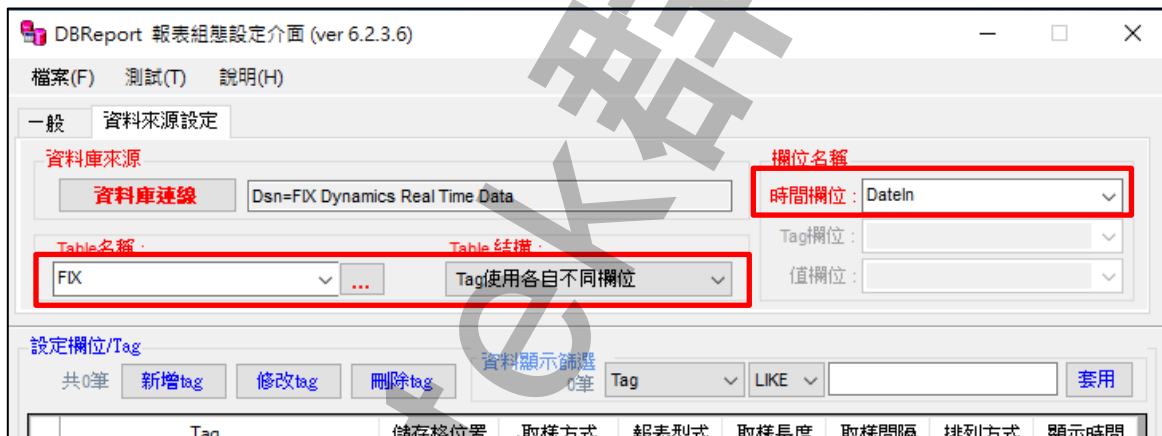 DBReport 報表組態設定介面 (ver 6.2.3.6)
檔案(F) 測試(T) 說明(H)
一般 資料來源設定
資料庫來源
資料庫連線 Dsn=FIX Dynamics Real Time Data
欄位名稱
時間欄位 : DateIn
Tag欄位 :
值欄位 :
Table名稱 :
Table 結構 :
FIX ... Tag使用各自不同欄位
設定欄位/Tag
共0筆 新增tag 修改tag 刪除tag
資料顯示篩選
0筆 Tag LIKE 套用
Tag 儲存格位置 取樣方式 報表型式 取樣長度 取樣間隔 排列方式 顯示時間